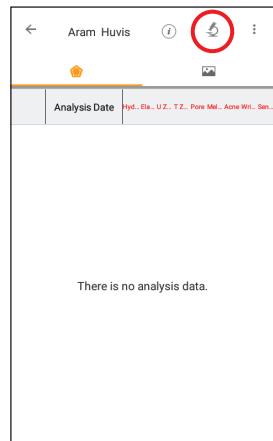 Aram Huvis
Analysis Date Hyd... Ela... U Z... T Z... Pore Mel... Acne Wri... Sen...
There is no analysis data.